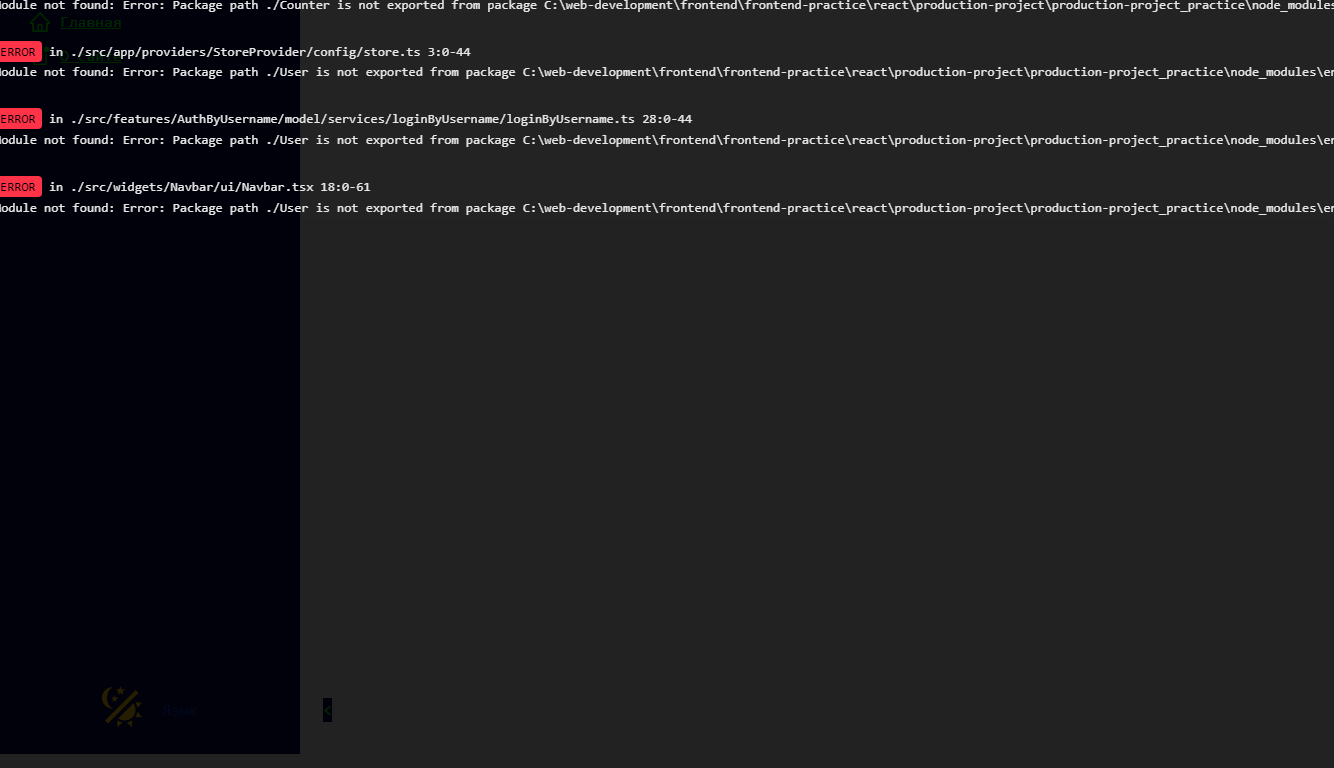 odule not found: Error: Package path ./Counter is not exported from package C:\web-development\frontend\frontend-practice\react\production-project\production-project_practice\node_modules
Главная
ERROR in ./src/app/providers/StoreProvider/config/store.ts 3:0-44
odule not found: Error: Package path ./User is not exported from package C:\web-development\frontend\frontend-practice\react\production-project\production-project_practice\node_modules\en
ERROR in ./src/features/AuthByUsername/model/services/loginByUsername/loginByUsername.ts 28:0-44
odule not found: Error: Package path ./User is not exported from package C:\web-development\frontend\frontend-practice\react\production-project\production-project_practice\node_modules\en
ERROR in ./src/widgets/Navbar/ui/Navbar.tsx 18:0-61
odule not found: Error: Package path ./User is not exported from package C:\web-development\frontend\frontend-practice\react\production-project\production-project_practice\node_modules\en
Язык
<